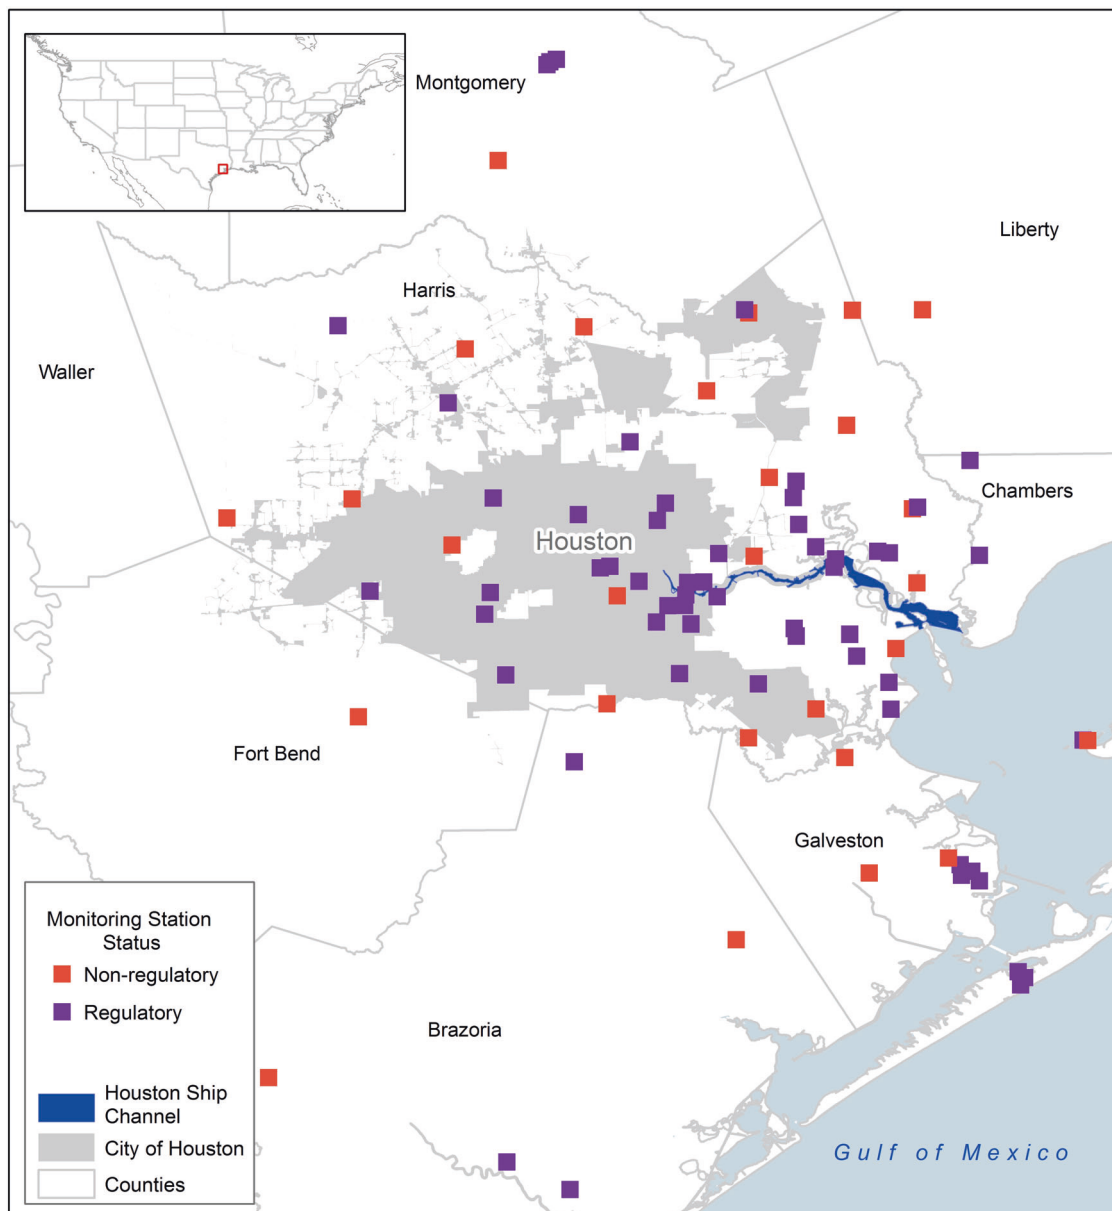 Montgomery
Liberty
Harris
Waller
Chambers
Houston
Fort Bend
Galveston
Monitoring Station
Status
Non-regulatory
Regulatory
Brazoria
Houston Ship
Channel
City of Houston
Counties
Gulf of Mexico